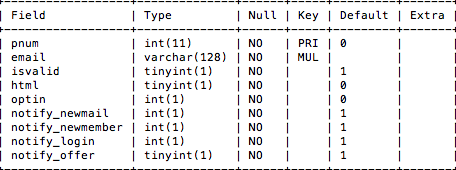 | Field | Type | Null | Key | Default | Extra |
| pnum | int(11) | NO | PRI | 0 | |
| email | varchar(128) | NO | MUL | | |
| isvalid | tinyint(1) | NO | | 1 | |
| html | tinyint(1) | NO | | 0 | |
| optin | int(1) | NO | | 0 | |
| notify_newmail | int(1) | NO | | 1 | |
| notify_newmember | int(1) | NO | | 1 | |
| notify_login | int(1) | NO | | 1 | |
| notify_offer | tinyint(1) | NO | | 1 | |